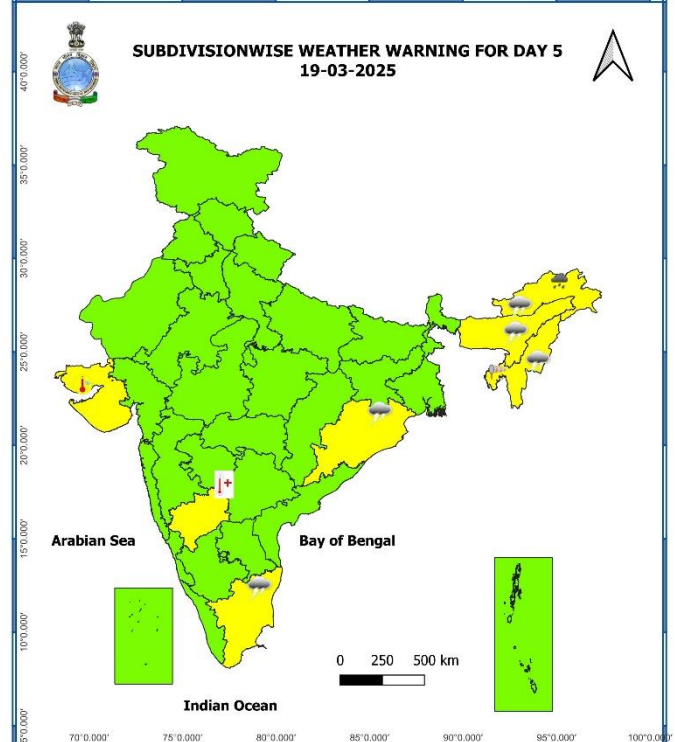 SUBDIVISIONWISE WEATHER WARNING FOR DAY 5
19-03-2025
40°0.000'
35°0.000'
30°0.000'
25°0.000'
20°0.000'
15°0.000'
10°0.000'
5°0.000'
Arabian Sea
Bay of Bengal
0 250 500 km
Indian Ocean
70°0.000' 75°0.000' 80°0.000' 85°0.000' 90°0.000' 95°0.000' 100°0.000'